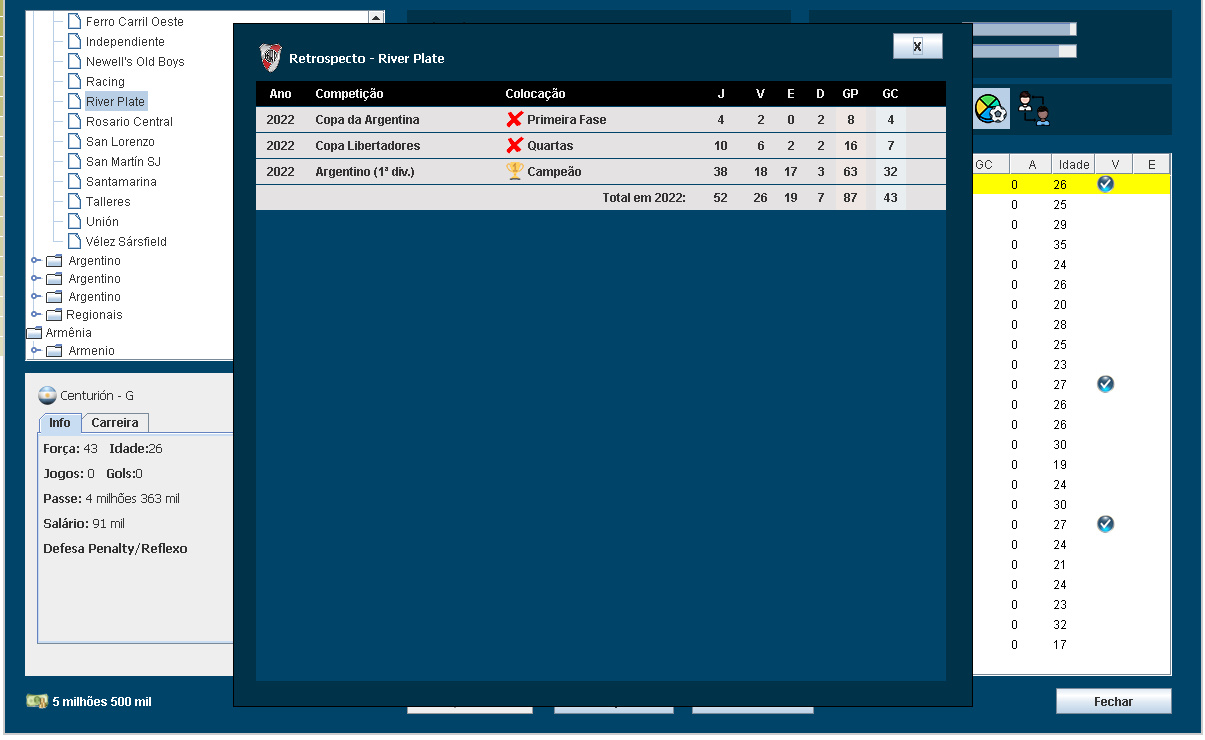 Ferro Carril Oeste
Independiente
Newell's Old Boys
Racing
River Plate
Rosario Central
San Lorenzo
San Martín SJ
Santamarina
Talleres
Unión
Vélez Sársfield
Argentino
Argentino
Argentino
Regionais
Armênia
Armenio
Centurión - G
Info Carreira
Força: 43 Idade:26
Jogos: 0 Gols:0
Passe: 4 milhões 363 mil
Salário: 91 mil
Defesa Penalty/Reflexo
5 milhões 500 mil
Retrospecto - River Plate
x
Ano Competição Colocação J V E D GP GC
2022 Copa da Argentina Primeira Fase 4 2 0 2 8 4
2022 Copa Libertadores Quartas 10 6 2 2 16 7
2022 Argentino (1ª div.) Campeão 38 18 17 3 63 32
Total em 2022: 52 26 19 7 87 43
GC A Idade V E
0 26
0 25
0 29
0 35
0 24
0 26
0 20
0 28
0 25
0 23
0 27
0 26
0 26
0 30
0 19
0 24
0 30
0 27
0 24
0 21
0 24
0 23
0 32
0 17
Fechar